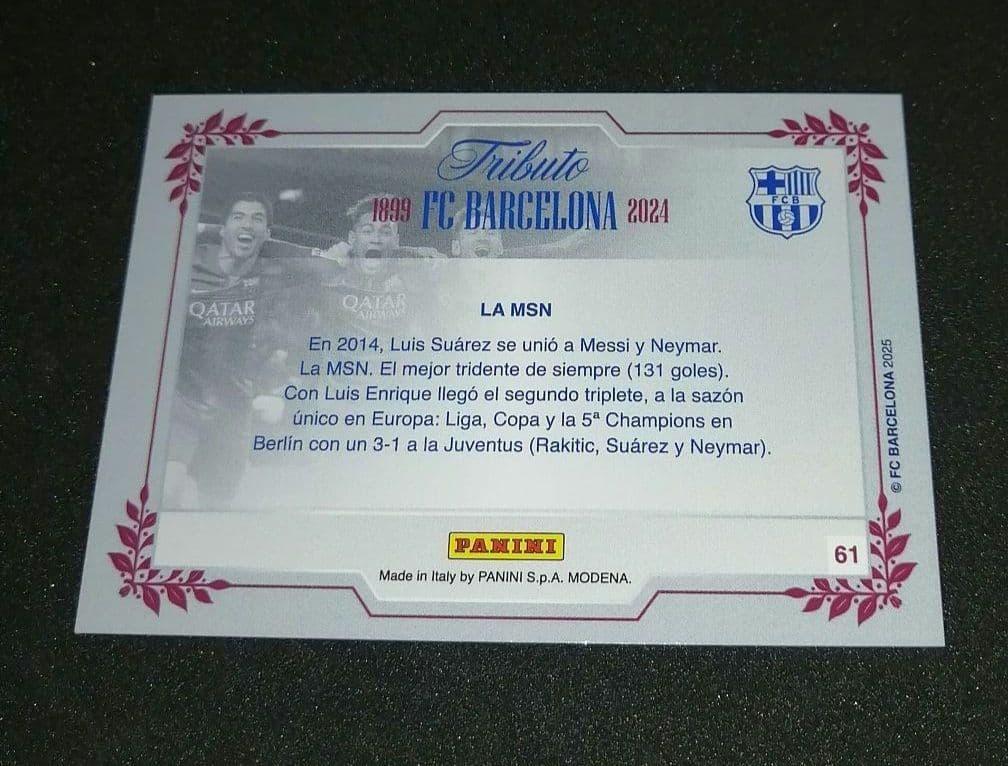 Tributo
1899 FC BARCELONA 2024
FCB
QATAR
AIRWAYS
QATAR
AIRWAYS
LA MSN
En 2014, Luis Suárez se unió a Messi y Neymar.
La MSN. El mejor tridente de siempre (131 goles).
Con Luis Enrique llegó el segundo triplete, a la sazón
único en Europa: Liga, Copa y la 5ª Champions en
Berlín con un 3-1 a la Juventus (Rakitic, Suárez y Neymar).
© FC BARCELONA 2025
PANINI
61
Made in Italy by PANINI S.p.A. MODENA.